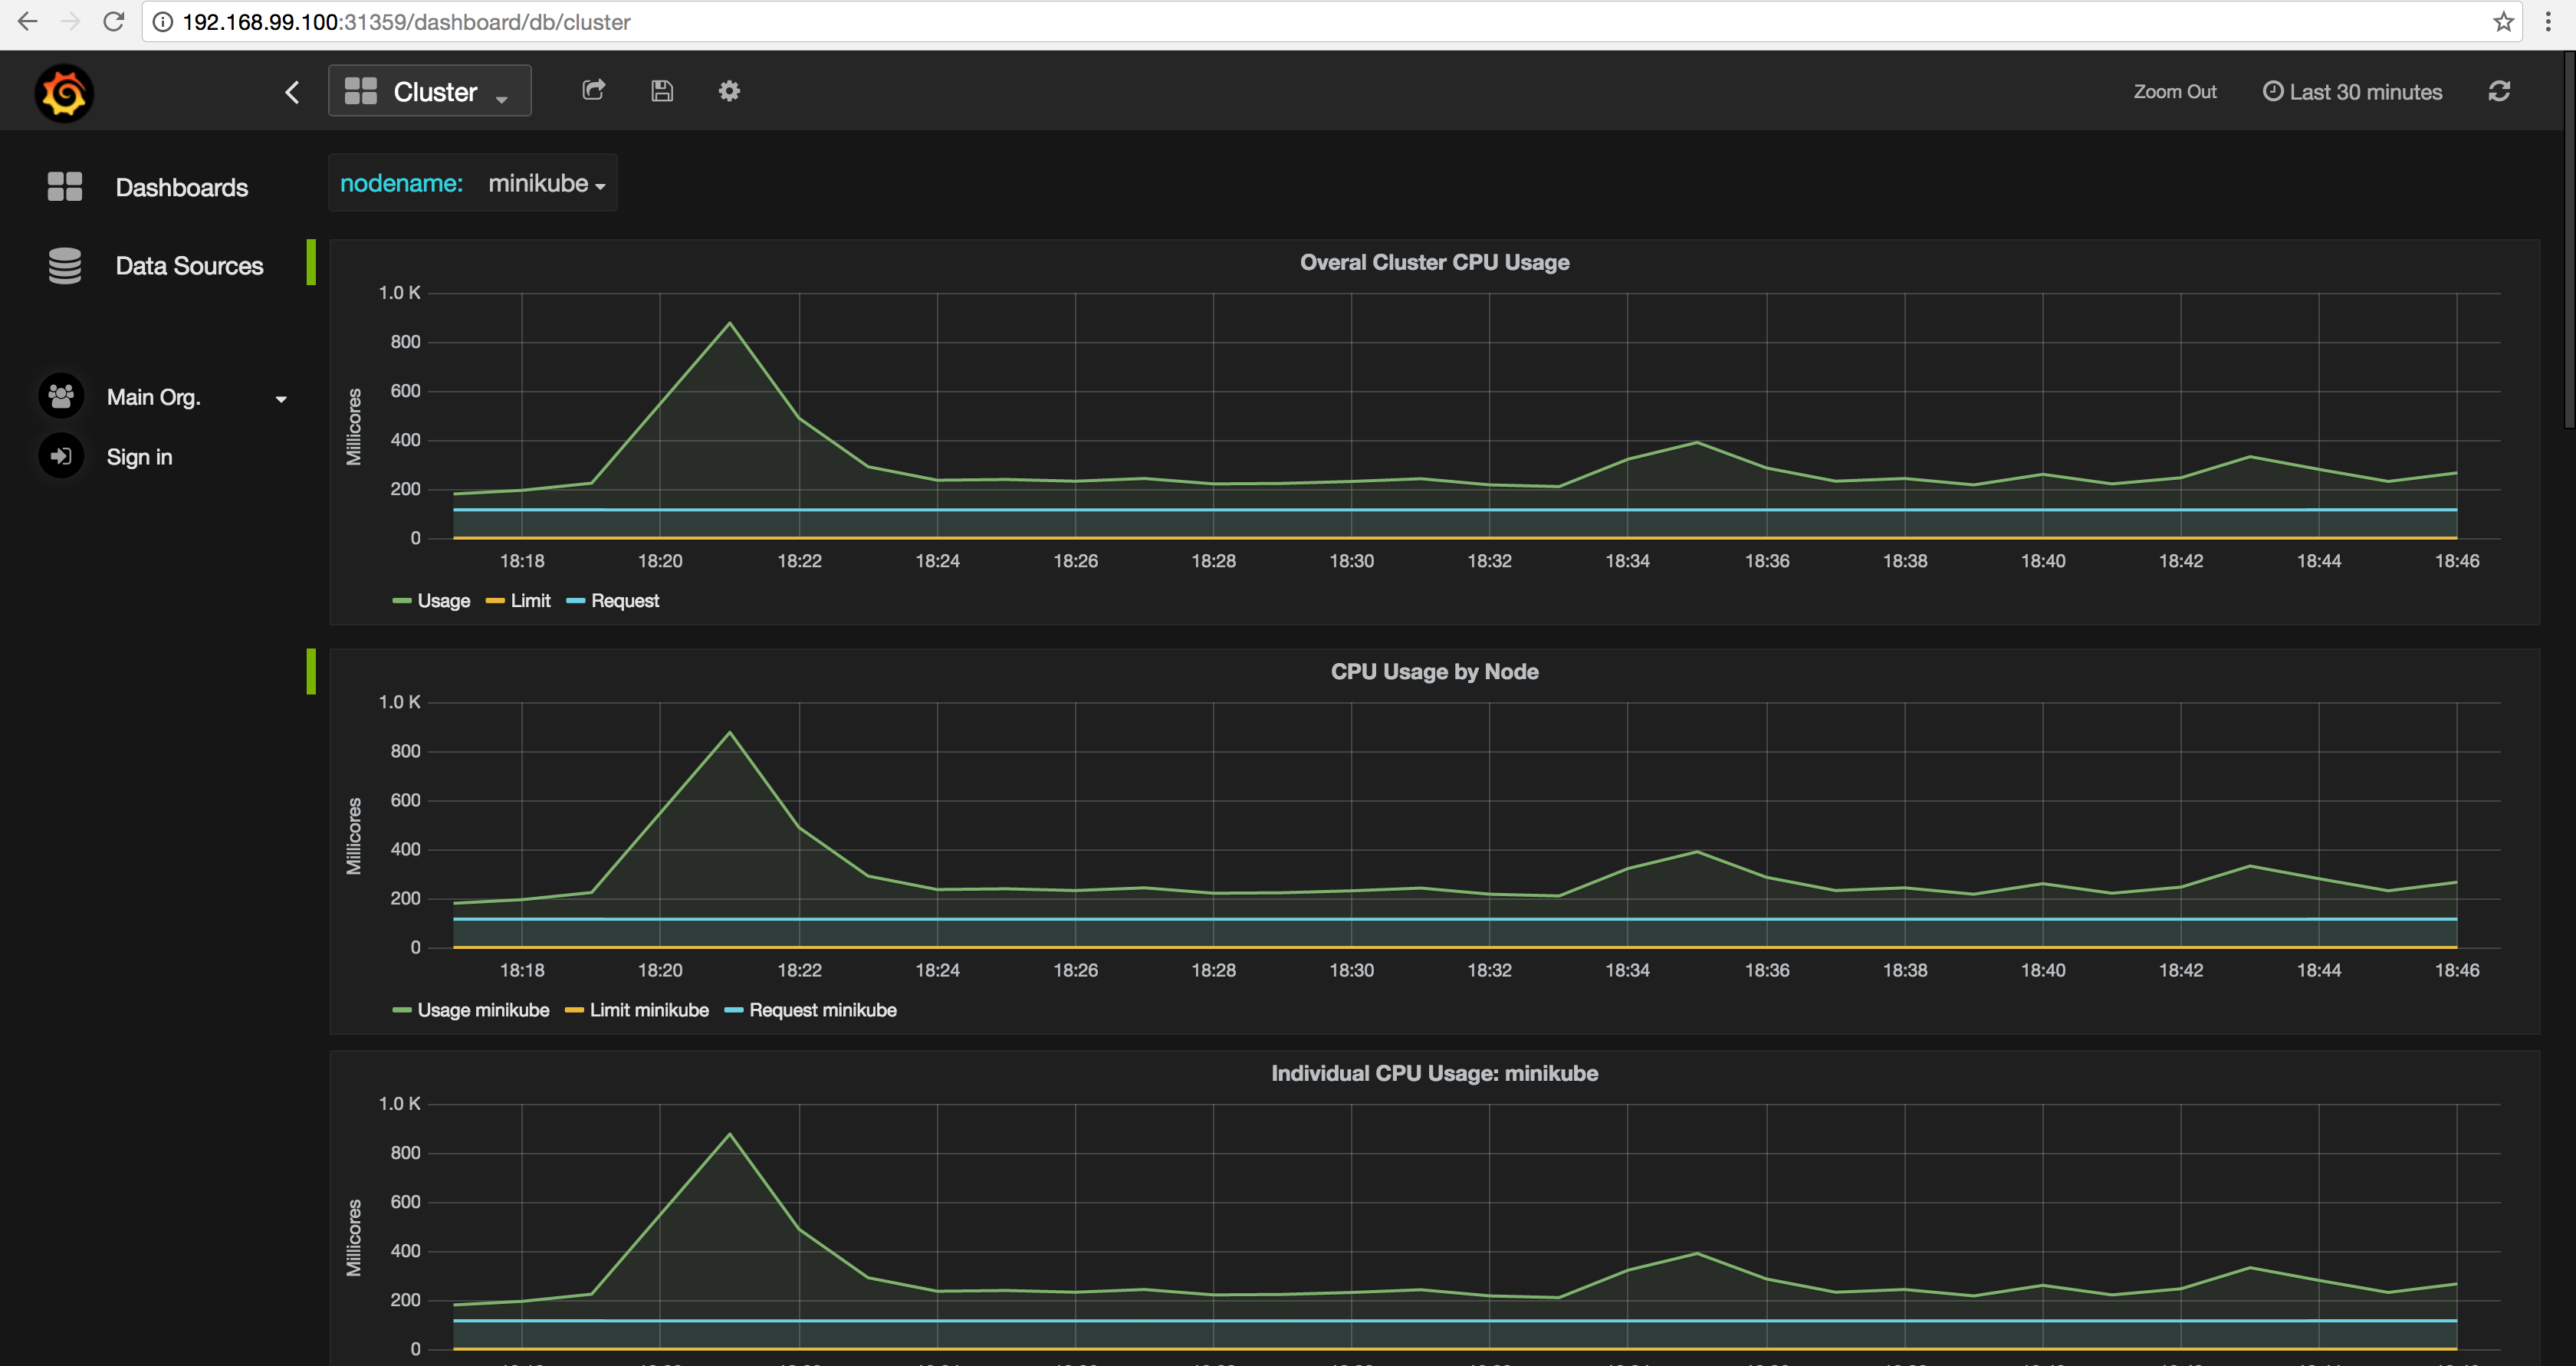 192.168.99.100:31359/dashboard/db/cluster
Cluster
Zoom Out
Last 30 minutes
Dashboards
Data Sources
Main Org.
Sign in
nodename: minikube
Overal Cluster CPU Usage
Millicores
1.0 K
800
600
400
200
0
18:18 18:20 18:22 18:24 18:26 18:28 18:30 18:32 18:34 18:36 18:38 18:40 18:42 18:44 18:46
Usage Limit Request
CPU Usage by Node
Millicores
1.0 K
800
600
400
200
0
18:18 18:20 18:22 18:24 18:26 18:28 18:30 18:32 18:34 18:36 18:38 18:40 18:42 18:44 18:46
Usage minikube Limit minikube Request minikube
Individual CPU Usage: minikube
Millicores
1.0 K
800
600
400
200
0